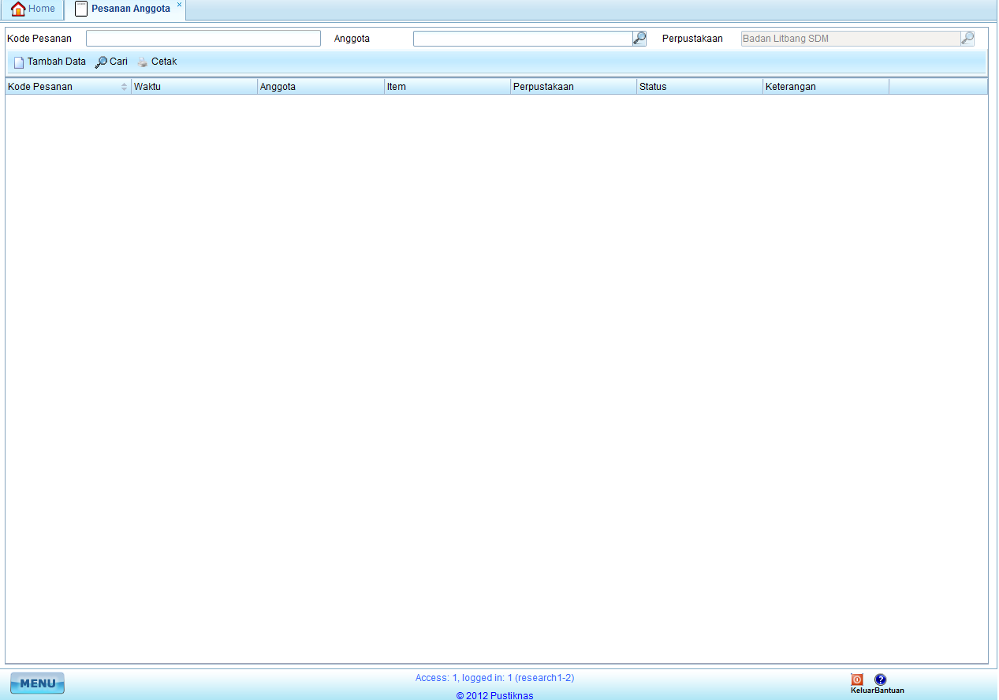 Home Pesanan Anggota ×
Kode Pesanan Anggota Perpustakaan Badan Litbang SDM
Tambah Data Cari Cetak
Kode Pesanan Waktu Anggota Item Perpustakaan Status Keterangan
MENU Access: 1, logged in: 1 (research1-2)
KeluarBantuan
© 2012 Pustiknas